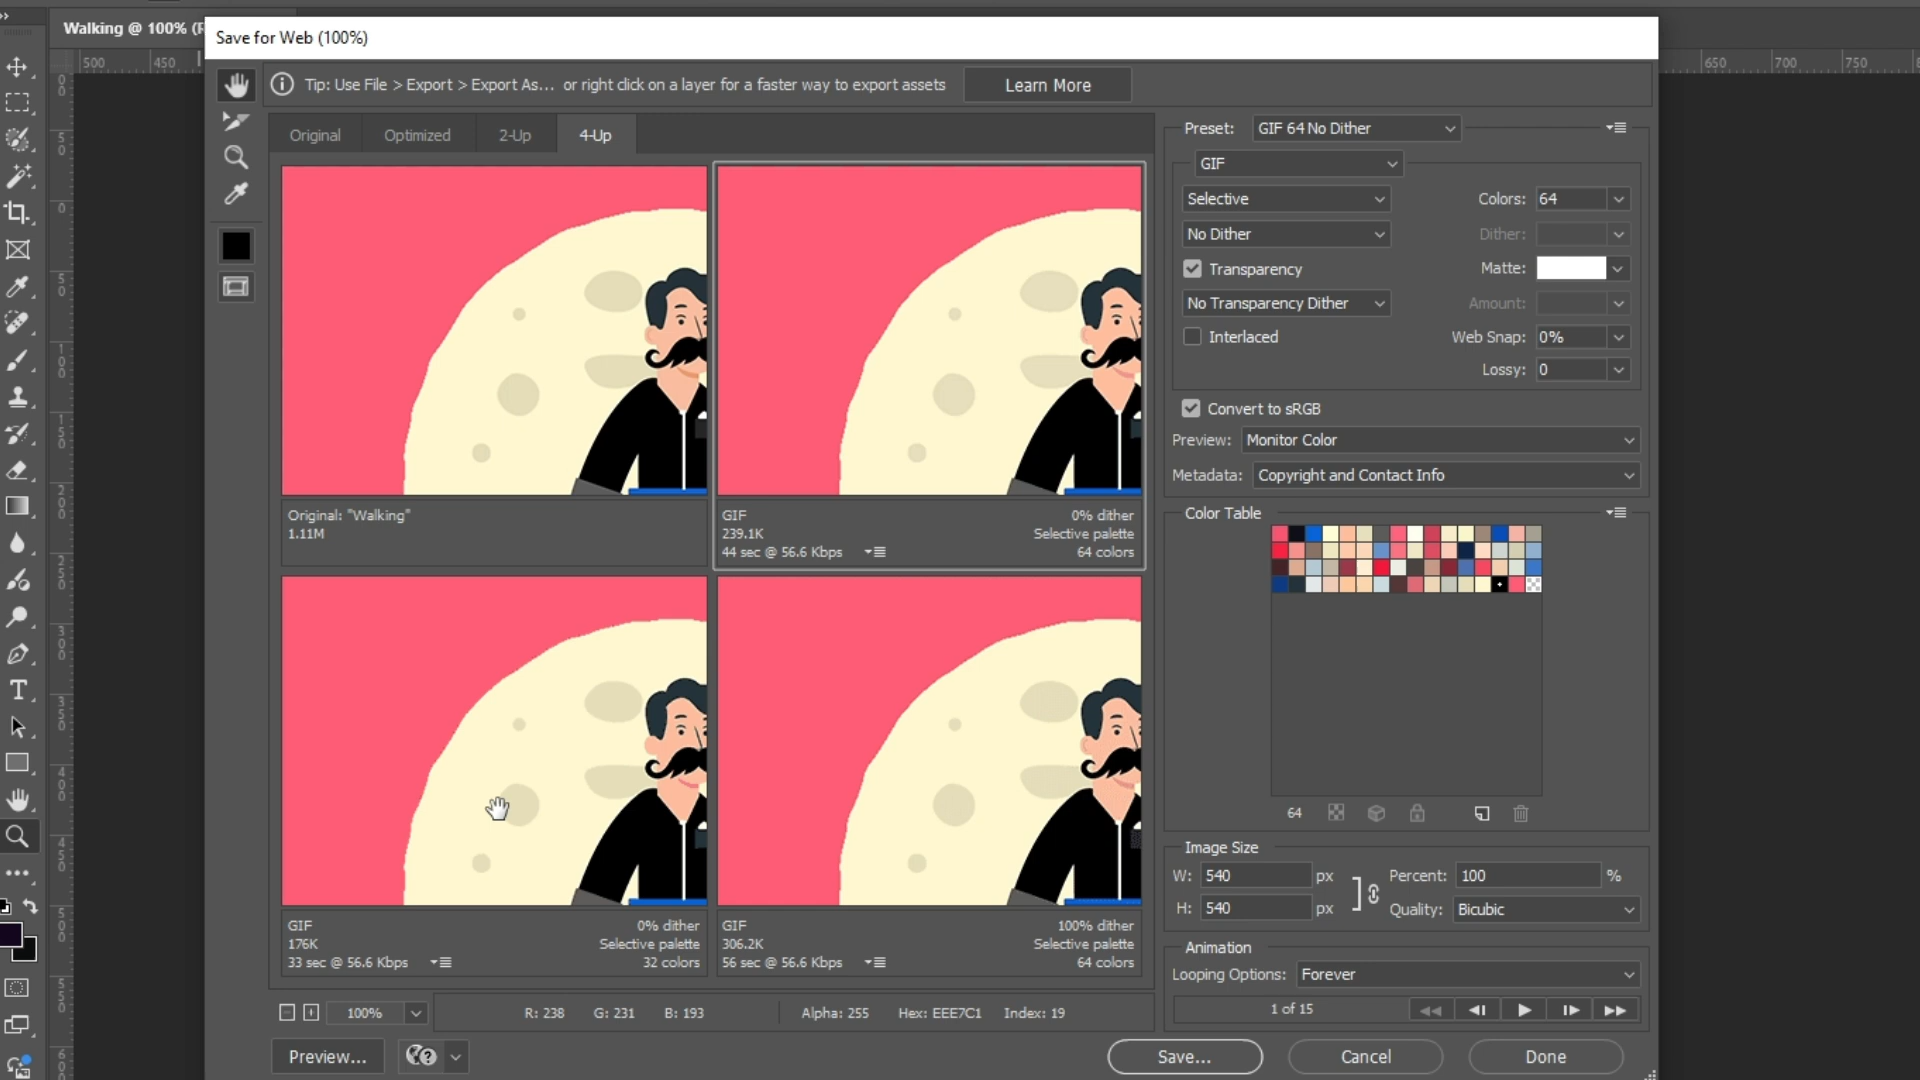 Walking @ 100% (R
Save for Web (100%)
500
450
650
700
750
Tip: Use File > Export > Export As... or right click on a layer for a faster way to export assets
Learn More
Original
Optimized
2-Up
4-Up
Original: "Walking"
1.11M
GIF
0% dither
239.1K
Selective palette
44 sec @ 56.6 Kbps
64 colors
GIF
0% dither
176K
Selective palette
33 sec @ 56.6 Kbps
32 colors
GIF
100% dither
306.2K
Selective palette
56 sec @ 56.6 Kbps
64 colors
100%
R: 238
G: 231
B: 193
Alpha: 255
Hex: EEE7C1
Index: 19
Preview...
Preset:
GIF 64 No Dither
GIF
Selective
Colors:
64
No Dither
Dither:
Transparency
Matte:
No Transparency Dither
Amount:
Interlaced
Web Snap:
0%
Lossy:
0
Convert to sRGB
Preview:
Monitor Color
Metadata:
Copyright and Contact Info
Color Table
64
Image Size
W:
540
px
Percent:
100
%
H:
540
px
Quality:
Bicubic
Animation
Looping Options:
Forever
1 of 15
Save...
Cancel
Done